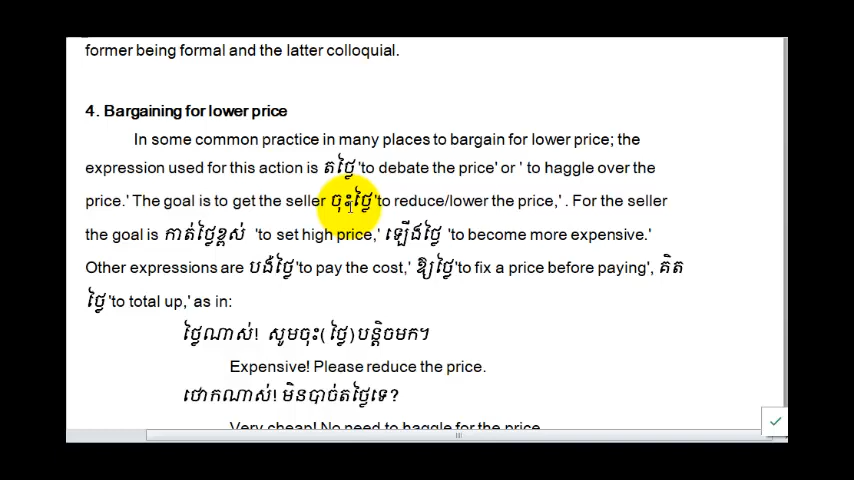 former being formal and the latter colloquial.
4. Bargaining for lower price
In some common practice in many places to bargain for lower price; the
expression used for this action is តថ្លៃ 'to debate the price' or ' to haggle over the
price.' The goal is to get the seller ចុះថ្លៃ 'to reduce/lower the price,' . For the seller
the goal is កាត់ថ្លៃខ្ពស់ 'to set high price,' ឡើងថ្លៃ 'to become more expensive.'
Other expressions are បង់ថ្លៃ 'to pay the cost,' ឱ្យថ្លៃ 'to fix a price before paying', គិត
ថ្លៃ 'to total up,' as in:
ថ្លៃណាស់! សូមចុះ(ថ្លៃ)បន្តិចមក។
Expensive! Please reduce the price.
ថោកណាស់! មិនបាច់តថ្លៃទេ?
Very cheap! No need to haggle for the price.